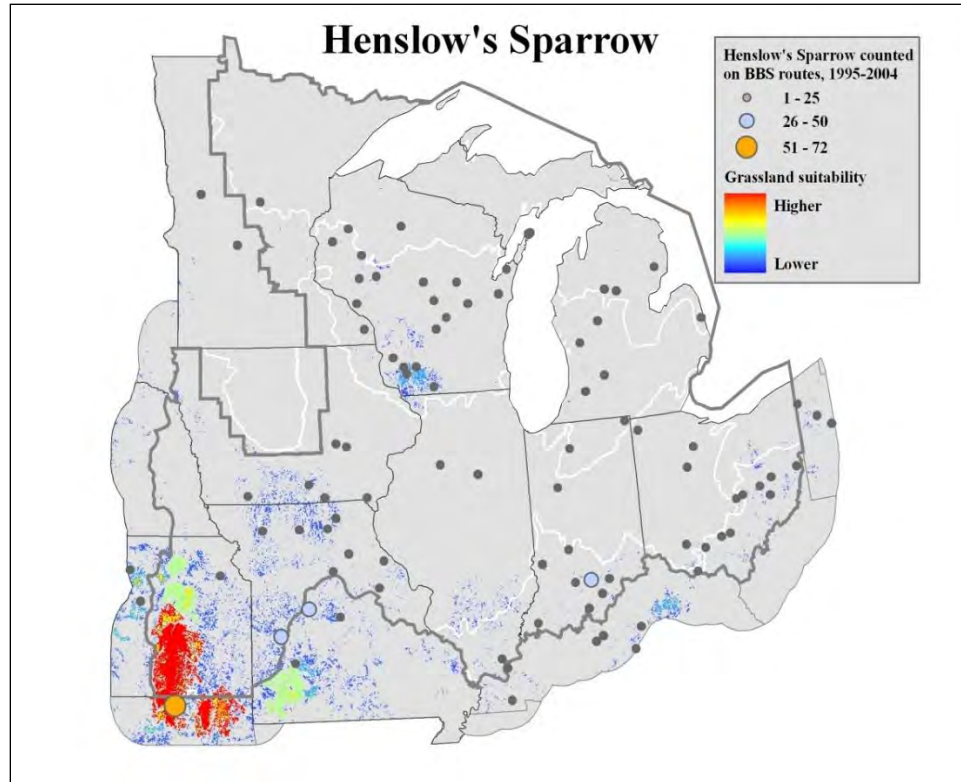 Henslow's Sparrow
Henslow's Sparrow counted
on BBS routes, 1995-2004
1 - 25
26 - 50
51 - 72
Grassland suitability
Higher
Lower